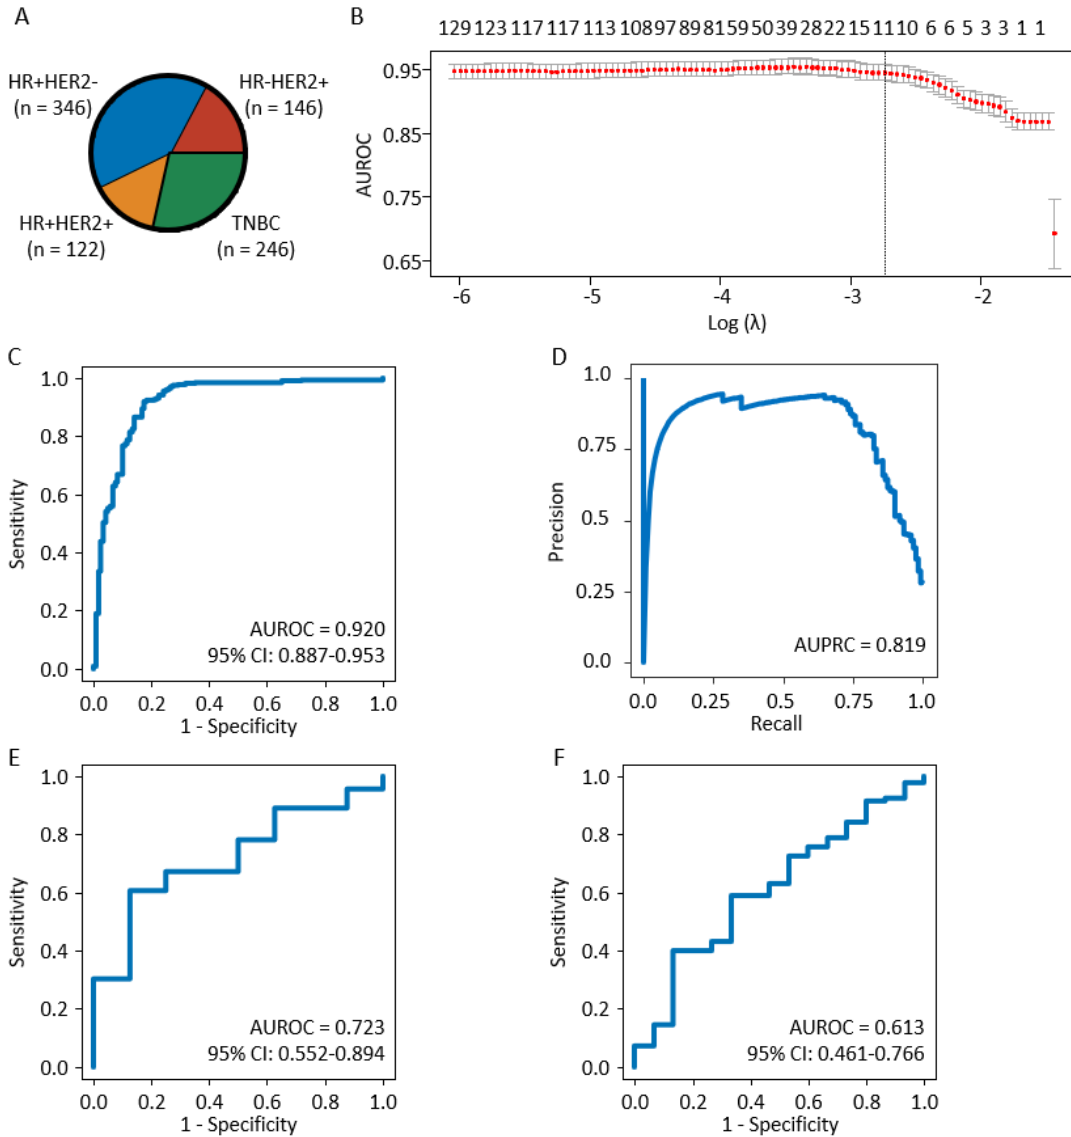 A
HR+HER2-
(n = 346)
HR-HER2+
(n = 146)
HR+HER2+
(n = 122)
TNBC
(n = 246)
B
129 123 117 117 113 108 97 89 81 59 50 39 28 22 15 11 10 6 6 5 3 3 1 1
0.95
0.85
0.75
0.65
AUROC
-6 -5 -4 -3 -2
Log (λ)
C
1.0
0.8
0.6
0.4
0.2
0.0
Sensitivity
AUROC = 0.920
95% CI: 0.887-0.953
0.0 0.2 0.4 0.6 0.8 1.0
1 - Specificity
D
1.0
0.75
0.5
0.25
0.0
Precision
AUPRC = 0.819
0.0 0.25 0.5 0.75 1.0
Recall
E
1.0
0.8
0.6
0.4
0.2
0.0
Sensitivity
AUROC = 0.723
95% CI: 0.552-0.894
0.0 0.2 0.4 0.6 0.8 1.0
1 - Specificity
F
1.0
0.8
0.6
0.4
0.2
0.0
Sensitivity
AUROC = 0.613
95% CI: 0.461-0.766
0.0 0.2 0.4 0.6 0.8 1.0
1 - Specificity